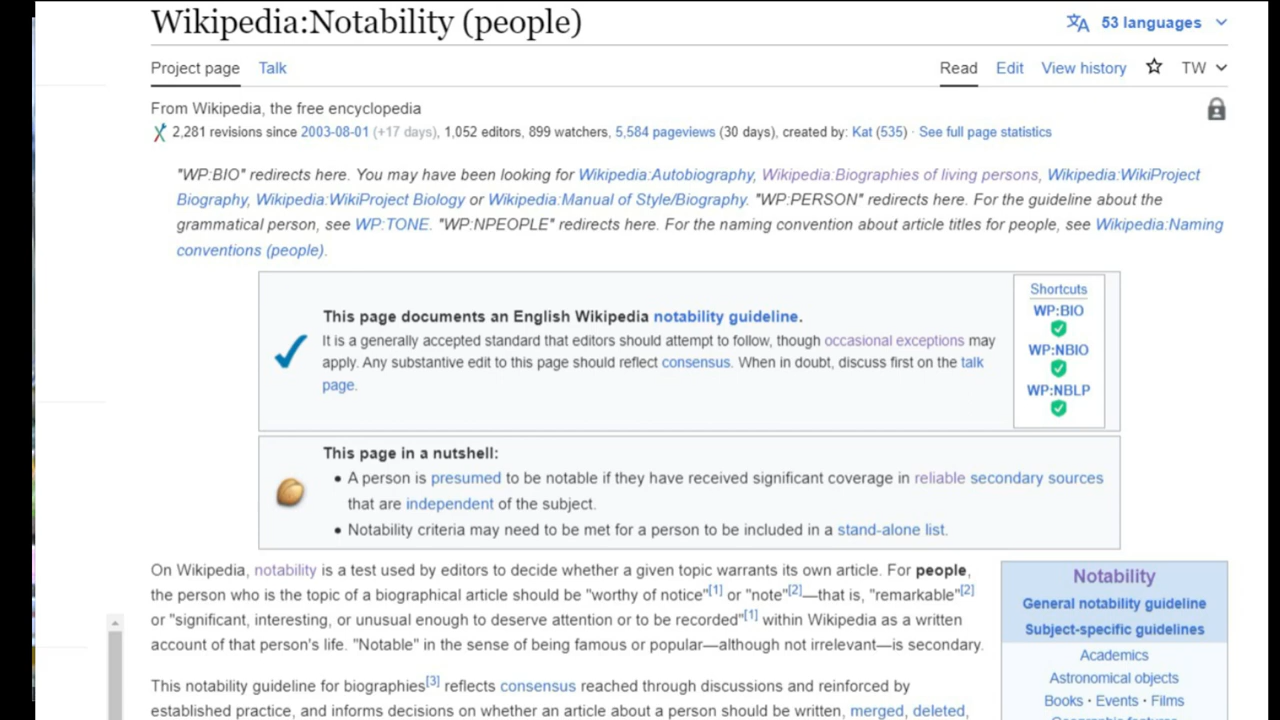 Wikipedia:Notability (people)
53 languages
Project page Talk
Read Edit View history TW
From Wikipedia, the free encyclopedia
2,281 revisions since 2003-08-01 (+17 days), 1,052 editors, 899 watchers, 5,584 pageviews (30 days), created by: Kat (535) · See full page statistics
"WP:BIO" redirects here. You may have been looking for Wikipedia:Autobiography, Wikipedia:Biographies of living persons, Wikipedia:WikiProject
Biography, Wikipedia:WikiProject Biology or Wikipedia:Manual of Style/Biography. "WP:PERSON" redirects here. For the guideline about the
grammatical person, see WP:TONE. "WP:NPEOPLE" redirects here. For the naming convention about article titles for people, see Wikipedia:Naming
conventions (people).
This page documents an English Wikipedia notability guideline.
It is a generally accepted standard that editors should attempt to follow, though occasional exceptions may
apply. Any substantive edit to this page should reflect consensus. When in doubt, discuss first on the talk
page.
Shortcuts
WP:BIO
WP:NBIO
WP:NBLP
This page in a nutshell:
• A person is presumed to be notable if they have received significant coverage in reliable secondary sources
that are independent of the subject.
• Notability criteria may need to be met for a person to be included in a stand-alone list.
On Wikipedia, notability is a test used by editors to decide whether a given topic warrants its own article. For people,
the person who is the topic of a biographical article should be "worthy of notice"[1] or "note"[2]—that is, "remarkable"[2]
or "significant, interesting, or unusual enough to deserve attention or to be recorded"[1] within Wikipedia as a written
account of that person's life. "Notable" in the sense of being famous or popular—although not irrelevant—is secondary.
This notability guideline for biographies[3] reflects consensus reached through discussions and reinforced by
established practice, and informs decisions on whether an article about a person should be written, merged, deleted,
Notability
General notability guideline
Subject-specific guidelines
Academics
Astronomical objects
Books · Events · Films
Geographic features